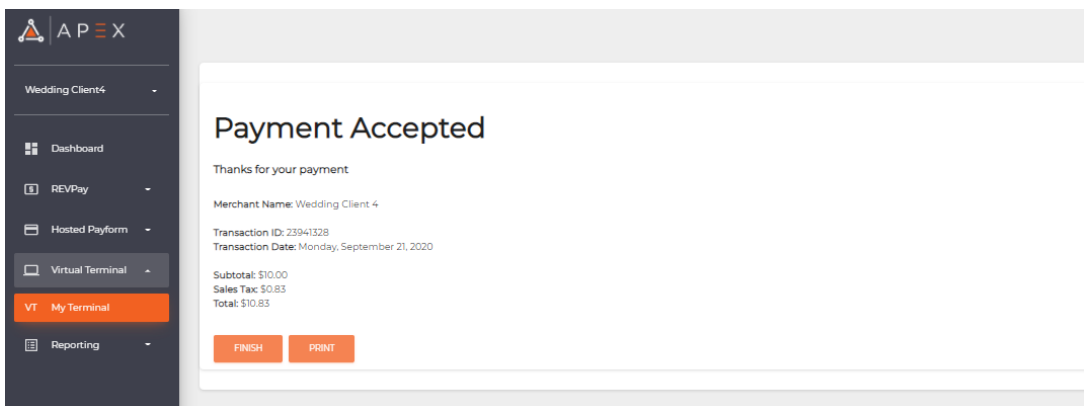 APEX
Wedding Client4
Dashboard
REVPay
Hosted Payform
Virtual Terminal
VT My Terminal
Reporting
Payment Accepted
Thanks for your payment
Merchant Name: Wedding Client 4
Transaction ID: 23941328
Transaction Date: Monday, September 21, 2020
Subtotal: $10.00
Sales Tax: $0.83
Total: $10.83
FINISH PRINT